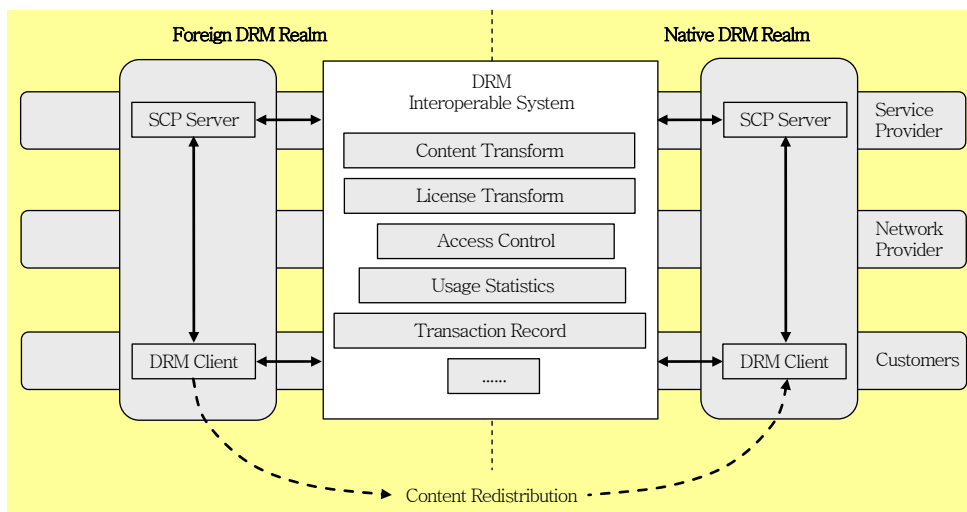 Foreign DRM Realm
Native DRM Realm
DRM
Interoperable System
SCP Server
SCP Server
Service
Provider
Content Transform
License Transform
Access Control
Network
Provider
Usage Statistics
Transaction Record
DRM Client
DRM Client
Customers
......
Content Redistribution